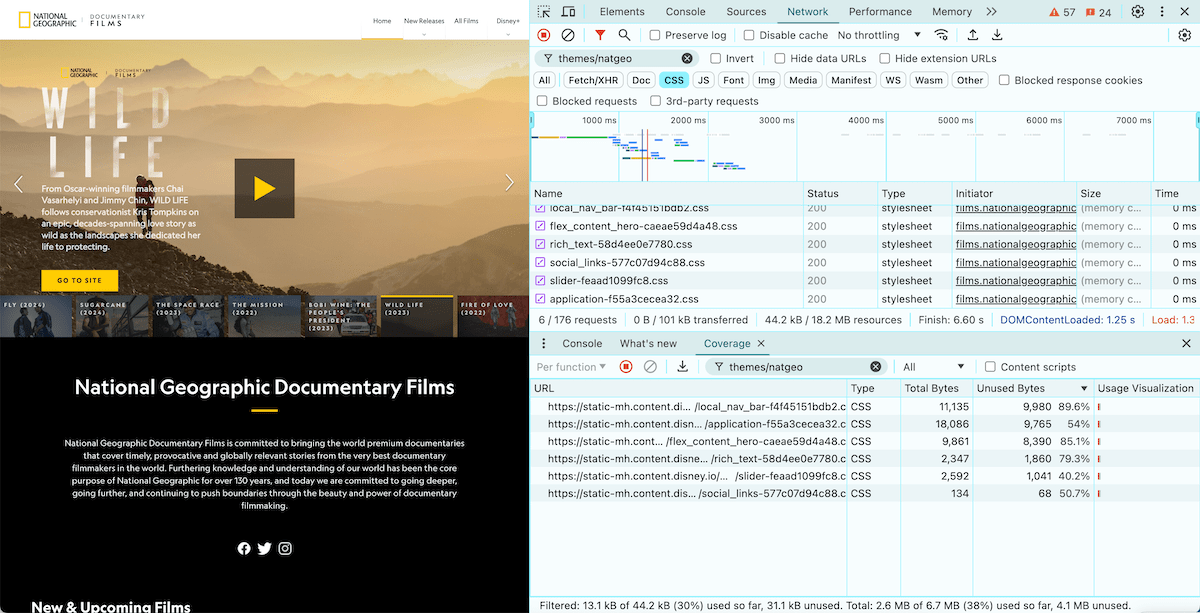 NATIONAL GEOGRAPHIC DOCUMENTARY FILMS
Home New Releases All Films Disney+
NATIONAL GEOGRAPHIC DOCUMENTARY FILMS
WILD
LIFE
From Oscar-winning filmmakers Chai
Vasarhelyi and Jimmy Chin, WILD LIFE
follows conservationist Kris Tompkins on
an epic, decades-spanning love story as
wild as the landscapes she dedicated her
life to protecting.
GO TO SITE
FLY (2024)
SUGARCANE (2024)
THE SPACE RACE (2023)
THE MISSION (2023)
BOBI WINE: THE PEOPLE'S PRESIDENT (2023)
WILD LIFE (2023)
FIRE OF LOVE (2022)
National Geographic Documentary Films
National Geographic Documentary Films is committed to bringing the world premium documentaries
that cover timely, provocative and globally relevant stories from the very best documentary
filmmakers in the world. Furthering knowledge and understanding of our world has been the core
purpose of National Geographic for over 130 years, and today we are committed to going deeper,
going further, and continuing to push boundaries through the beauty and power of documentary
filmmaking.
New & Upcoming Films
Elements Console Sources Network Performance Memory 57 24
Preserve log Disable cache No throttling
themes/natgeo Invert Hide data URLs Hide extension URLs
All Fetch/XHR Doc CSS JS Font Img Media Manifest WS Wasm Other Blocked response cookies
Blocked requests 3rd-party requests
1000 ms 2000 ms 3000 ms 4000 ms 5000 ms 6000 ms 7000 ms
Name Status Type Initiator Size Time
local_nav_bar-f4f45151bdb2.css 200 stylesheet films.nationalgeographic (memory c... 0 ms
flex_content_hero-caeae59d4a48.css 200 stylesheet films.nationalgeographic (memory c... 0 ms
rich_text-58d4ee0e7780.css 200 stylesheet films.nationalgeographic (memory c... 0 ms
social_links-577c07d94c88.css 200 stylesheet films.nationalgeographic (memory c... 0 ms
slider-feaad1099fc8.css 200 stylesheet films.nationalgeographic (memory c... 0 ms
application-f55a3cecea32.css 200 stylesheet films.nationalgeographic (memory c... 0 ms
6 / 176 requests 0 B / 101 kB transferred 44.2 kB / 18.2 MB resources Finish: 6.60 s DOMContentLoaded: 1.25 s Load: 1.3
Console What's new Coverage
Per function themes/natgeo All Content scripts
URL Type Total Bytes Unused Bytes Usage Visualization
https://static-mh.content.di... /local_nav_bar-f4f45151bdb2.c CSS 11,135 9,980 89.6%
https://static-mh.content.disn... /application-f55a3cecea32.c CSS 18,086 9,765 54%
https://static-mh.cont... /flex_content_hero-caeae59d4a48.c CSS 9,861 8,390 85.1%
https://static-mh.content.disne... /rich_text-58d4ee0e7780.c CSS 2,347 1,860 79.3%
https://static-mh.content.disney.io/... /slider-feaad1099fc8.c CSS 2,592 1,041 40.2%
https://static-mh.content.dis... /social_links-577c07d94c88.c CSS 134 68 50.7%
Filtered: 13.1 kB of 44.2 kB (30%) used so far, 31.1 kB unused. Total: 2.6 MB of 6.7 MB (38%) used so far, 4.1 MB unused.